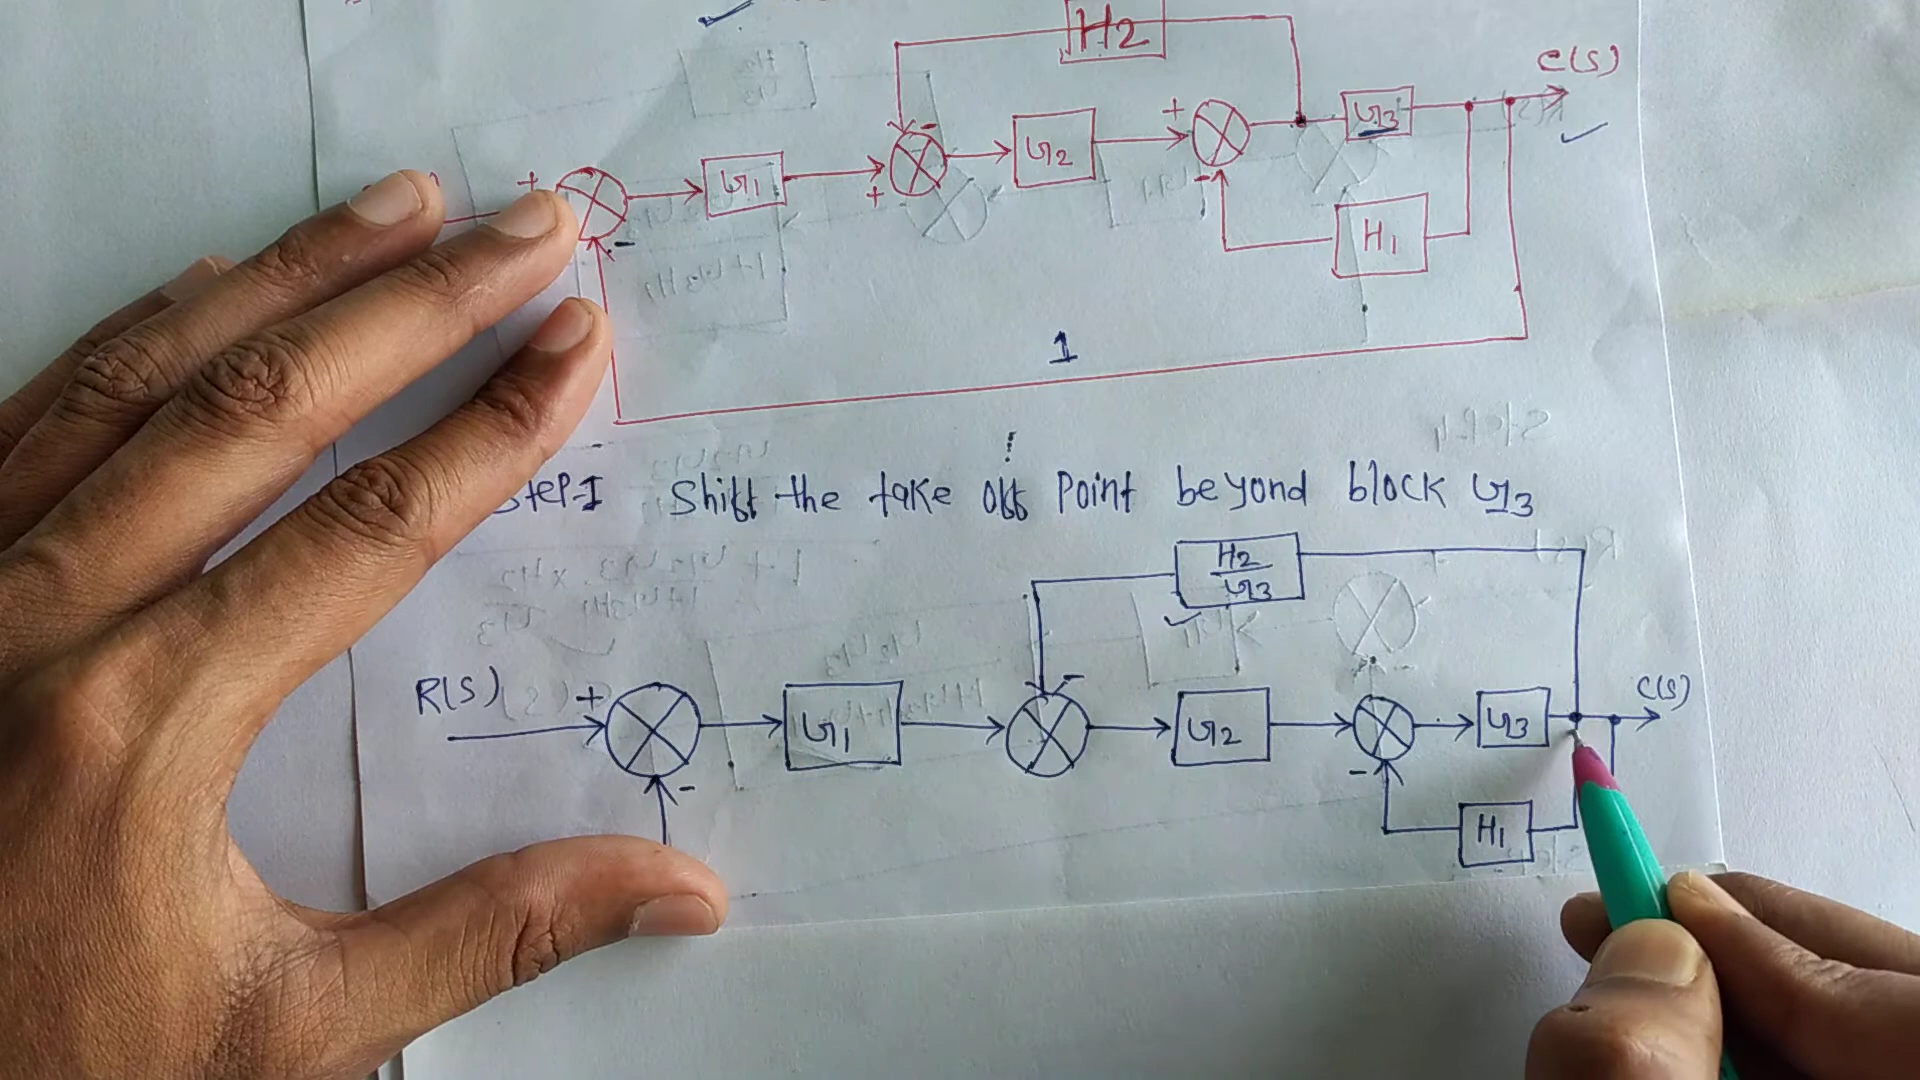 H2
C(S)
+ - G1 + - G2 + - G3
H1
1
STEP-I Shift the take off Point beyond block G3
H2
G3
R(S) + - G1 - G2 - G3 C(S)
H1